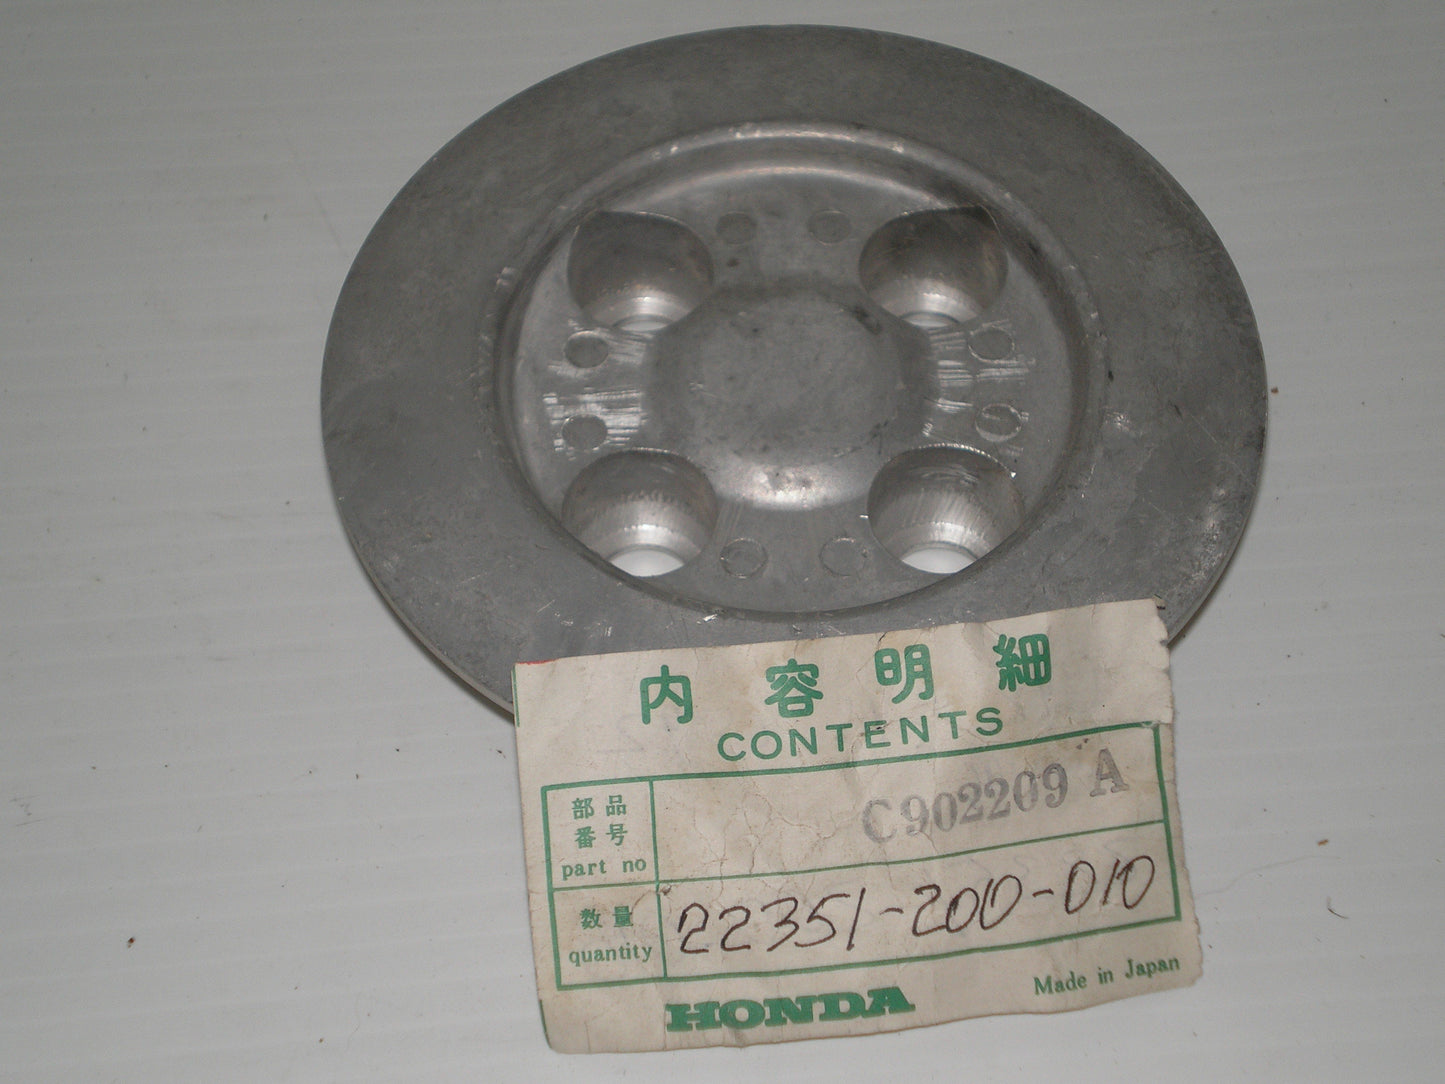 内容明細
CONTENTS
部品
番号
part no
C902209 A
数量
quantity
22351-200-010
HONDA
Made in Japan